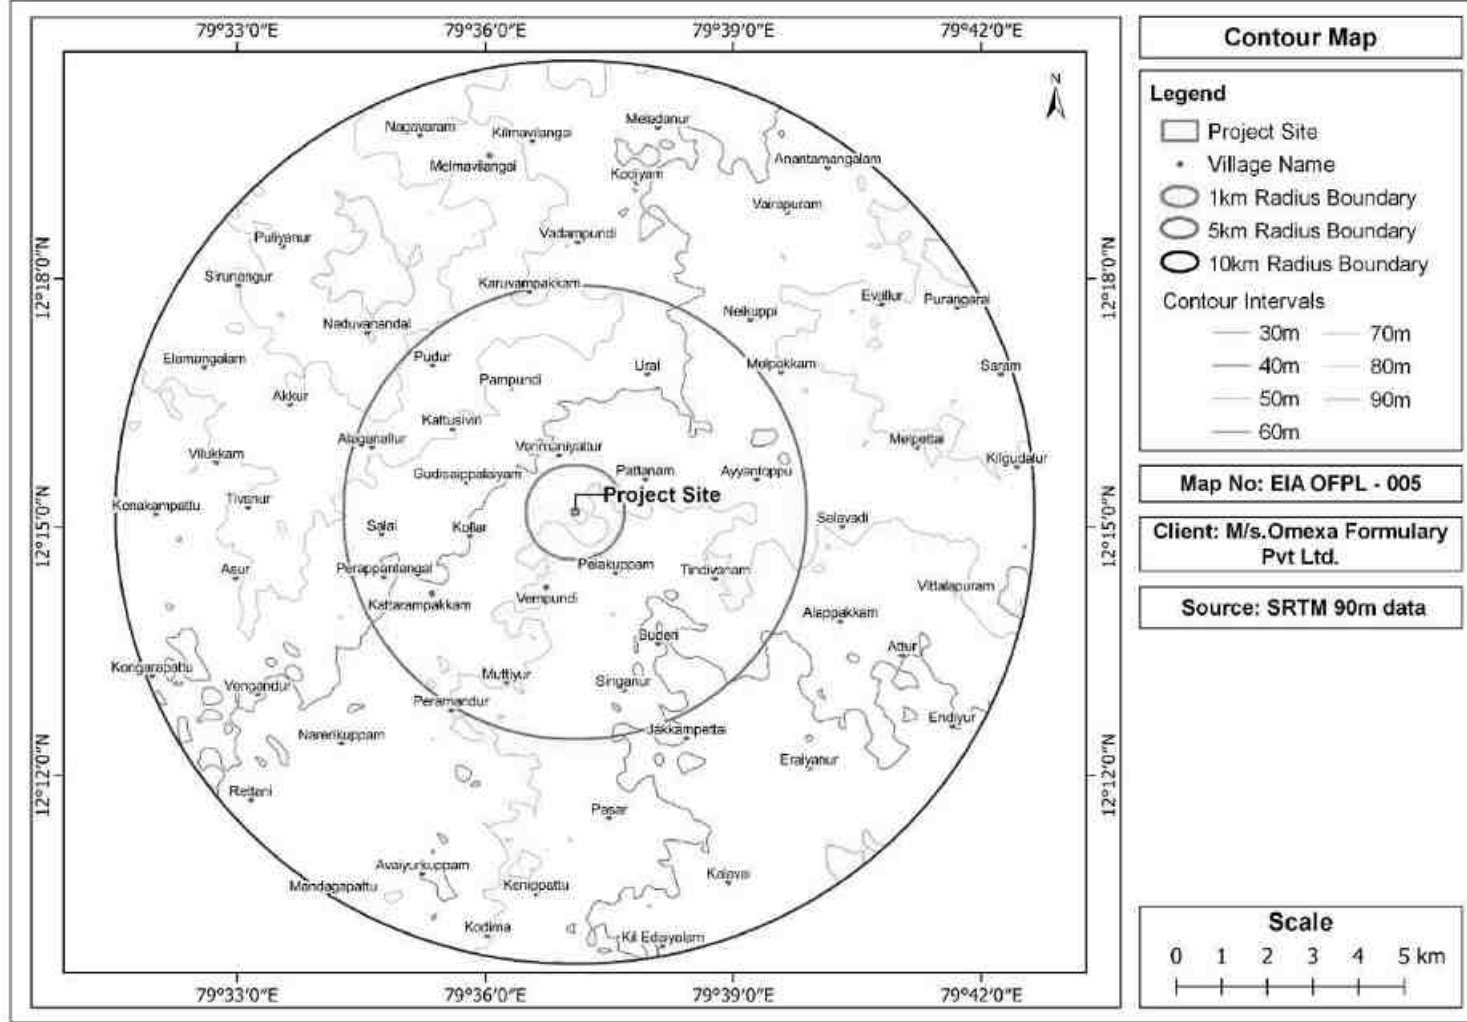 79°33'0"E 79°36'0"E 79°39'0"E 79°42'0"E
Contour Map
N
Legend
Project Site
Village Name
1km Radius Boundary
5km Radius Boundary
10km Radius Boundary
Contour Intervals
30m 70m
40m 80m
50m 90m
60m
Map No: EIA OFPL - 005
Client: M/s.Omexa Formulary
Pvt Ltd.
Source: SRTM 90m data
Scale
0 1 2 3 4 5 km
12°18'0"N
12°15'0"N
12°12'0"N
12°18'0"N
12°15'0"N
12°12'0"N
Nagavaram
Kilmavilangai
Meledanur
Melmavilangai
Anantamangalam
Kodiyam
Vairapuram
Puliyanur
Vadampundi
Sirunangur
Karuvampakkam
Evallur
Purangarai
Neikuppi
Naduvanandal
Elamangalam
Pudur
Ural
Melpakkam
Saram
Pampundi
Akkur
Kattusiviri
Alagarallur
Verimaniyattur
Melpettai
Vilukkam
Kilgudalur
Gudisaippalaiyam
Pattanam
Ayyantoppu
Project Site
Konakampattu
Tivanur
Salai
Kollar
Salavadi
Asur
Perappantangal
Pelakuppam
Tindivanam
Kattarampakkam
Vempundi
Vittalapuram
Alappakkam
Suderi
Attur
Kongarapattu
Vengandur
Muttiyur
Singanur
Peramandur
Endiyur
Narerikuppam
Jakkampettai
Eraiyanur
Rettani
Pasar
Avaiyurkuppam
Kalavai
Mandagapattu
Kenippattu
Kodima
Kil Edaiyalam
79°33'0"E 79°36'0"E 79°39'0"E 79°42'0"E